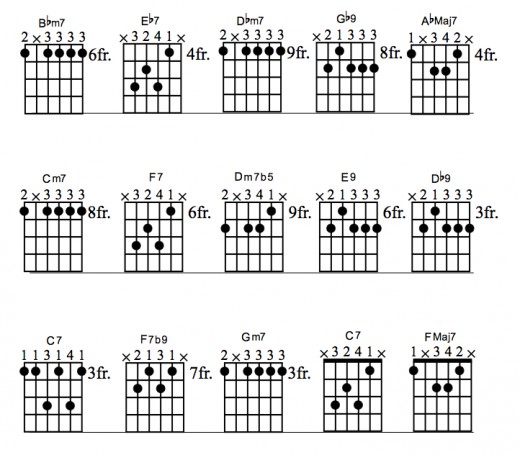 B♭m7 E♭7 D♭m7 G♭9 A♭Maj7
2×3333 ×3241× 2×3333 ×21333 1×342×
6fr. 4fr. 9fr. 8fr. 4fr.
Cm7 F7 Dm7b5 E9 D♭9
2×3333 ×3241× 2×341× ×21333 ×21333
8fr. 6fr. 9fr. 6fr. 3fr.
C7 F7b9 Gm7 C7 FMaj7
113141 ×2131× 2×3333 ×3241× 1×342×
3fr. 7fr. 3fr.